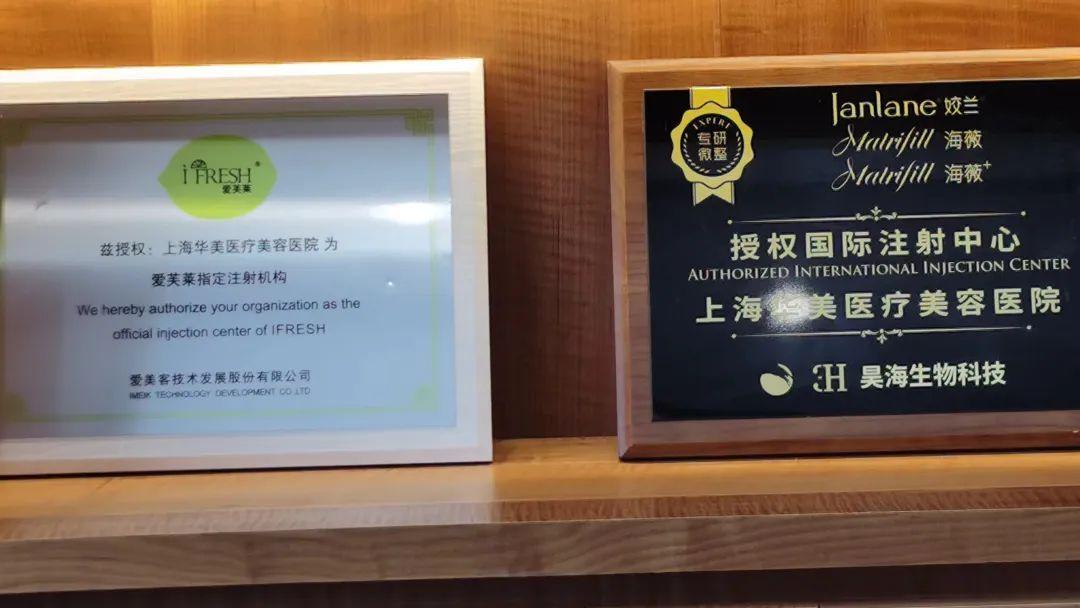 i FRESH®
爱芙莱
兹授权：上海华美医疗美容医院 为
爱芙莱指定注射机构
We hereby authorize your organization as the
official injection center of IFRESH
爱美客技术发展股份有限公司
IMEIK TECHNOLOGY DEVELOPMENT CO.,LTD
EXPERT
专研
微整
Janlane 姣兰
Matrifill 海薇
Matrifill 海薇+
授权国际注射中心
AUTHORIZED INTERNATIONAL INJECTION CENTER
上海华美医疗美容医院
3H 昊海生物科技